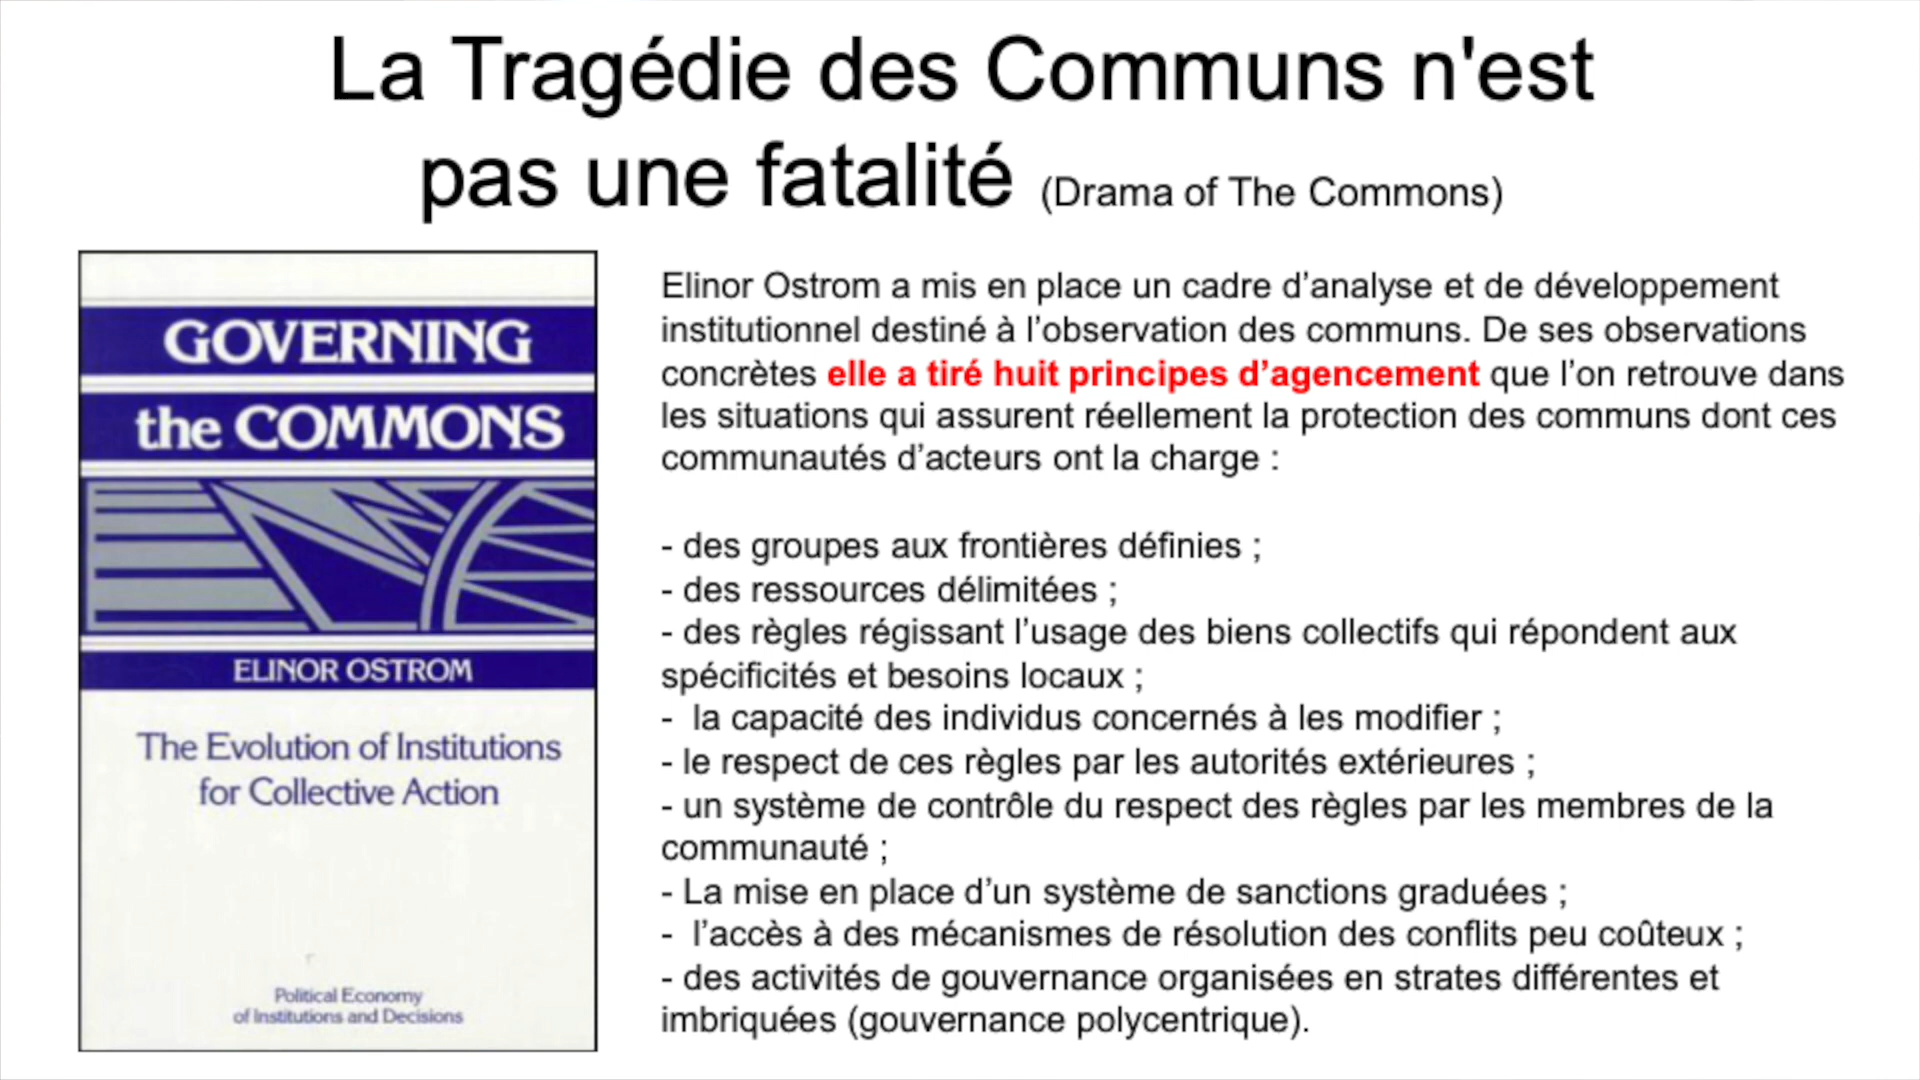 La Tragédie des Communs n'est
pas une fatalité (Drama of The Commons)
GOVERNING
the COMMONS
ELINOR OSTROM
The Evolution of Institutions
for Collective Action
Political Economy
of Institutions and Decisions
Elinor Ostrom a mis en place un cadre d’analyse et de développement
institutionnel destiné à l’observation des communs. De ses observations
concrètes elle a tiré huit principes d’agencement que l’on retrouve dans
les situations qui assurent réellement la protection des communs dont ces
communautés d’acteurs ont la charge :
- des groupes aux frontières définies ;
- des ressources délimitées ;
- des règles régissant l’usage des biens collectifs qui répondent aux
spécificités et besoins locaux ;
-  la capacité des individus concernés à les modifier ;
- le respect de ces règles par les autorités extérieures ;
- un système de contrôle du respect des règles par les membres de la
communauté ;
- La mise en place d’un système de sanctions graduées ;
-  l’accès à des mécanismes de résolution des conflits peu coûteux ;
- des activités de gouvernance organisées en strates différentes et
imbriquées (gouvernance polycentrique).